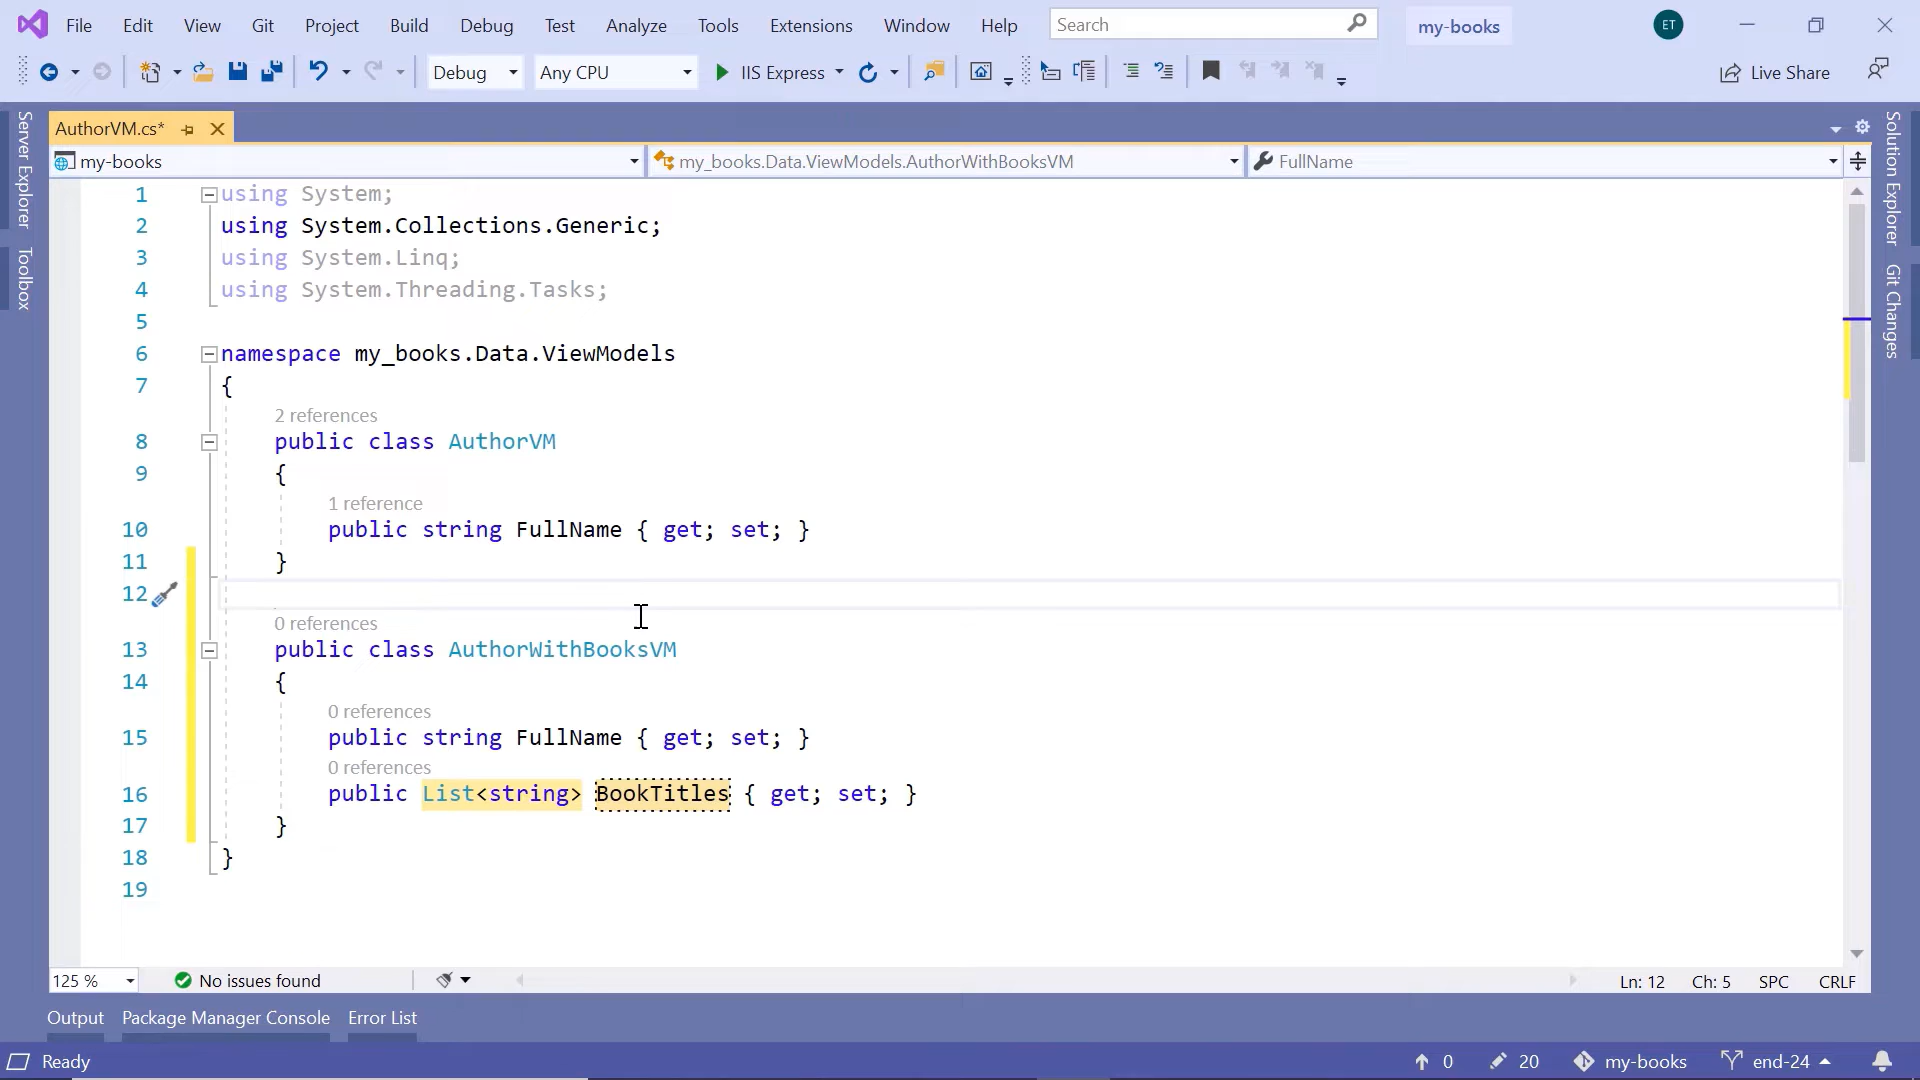 File Edit View Git Project Build Debug Test Analyze Tools Extensions Window Help Search my-books ET
Debug Any CPU IIS Express Live Share
AuthorVM.cs*
my-books my_books.Data.ViewModels.AuthorWithBooksVM FullName
Server Explorer
Toolbox
Solution Explorer
Git Changes
1 using System;
2 using System.Collections.Generic;
3 using System.Linq;
4 using System.Threading.Tasks;
5
6 namespace my_books.Data.ViewModels
7 {
2 references
8 public class AuthorVM
9 {
1 reference
10 public string FullName { get; set; }
11 }
12
0 references
13 public class AuthorWithBooksVM
14 {
0 references
15 public string FullName { get; set; }
0 references
16 public List<string> BookTitles { get; set; }
17 }
18 }
19
125 % No issues found Ln: 12 Ch: 5 SPC CRLF
Output Package Manager Console Error List
Ready 0 20 my-books end-24